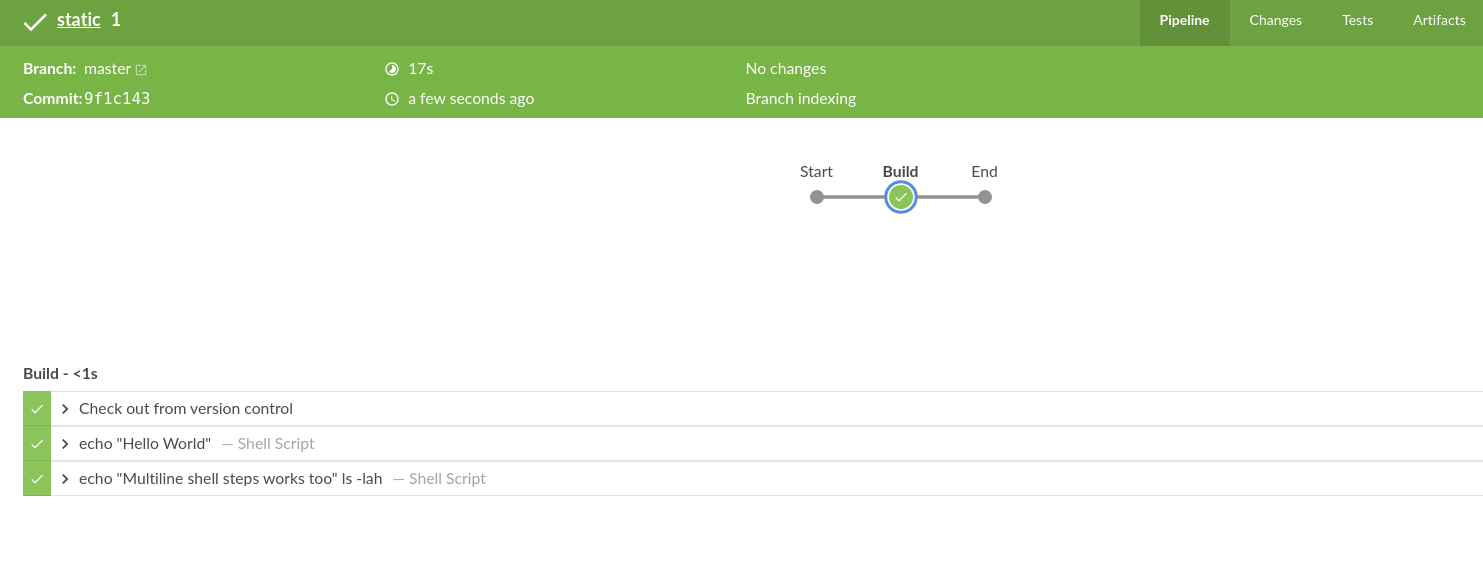 static 1
Pipeline Changes Tests Artifacts
Branch: master
17s
No changes
Commit: 9f1c143
a few seconds ago
Branch indexing
Start Build End
Build - <1s
Check out from version control
echo "Hello World" — Shell Script
echo "Multiline shell steps works too" ls -lah — Shell Script